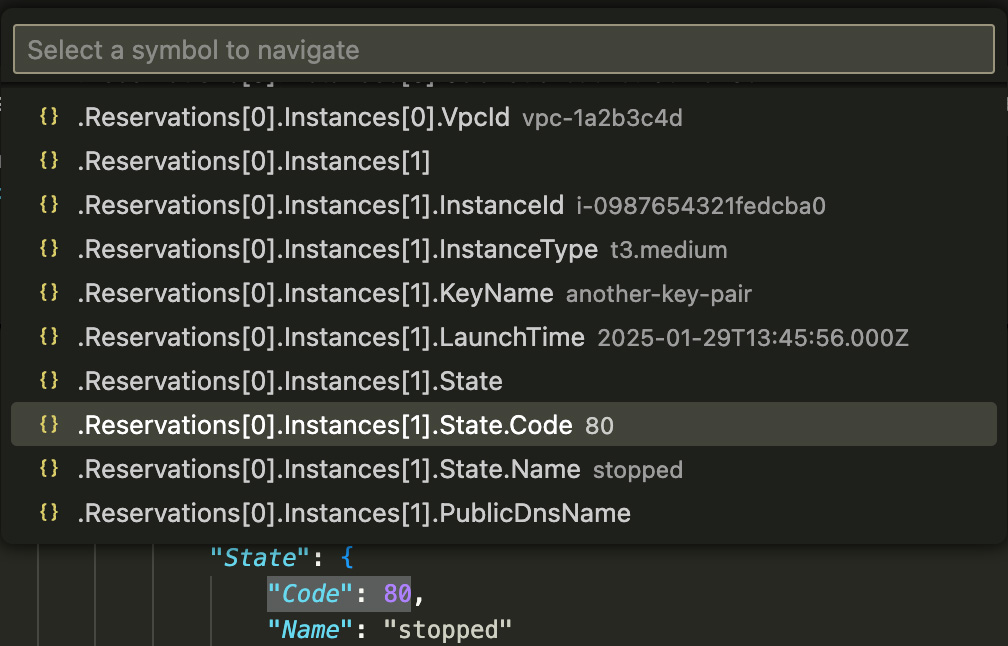 Select a symbol to navigate
{} .Reservations[0].Instances[0].VpcId vpc-1a2b3c4d
{} .Reservations[0].Instances[1]
{} .Reservations[0].Instances[1].InstanceId i-0987654321fedcba0
{} .Reservations[0].Instances[1].InstanceType t3.medium
{} .Reservations[0].Instances[1].KeyName another-key-pair
{} .Reservations[0].Instances[1].LaunchTime 2025-01-29T13:45:56.000Z
{} .Reservations[0].Instances[1].State
{} .Reservations[0].Instances[1].State.Code 80
{} .Reservations[0].Instances[1].State.Name stopped
{} .Reservations[0].Instances[1].PublicDnsName
"State": {
"Code": 80,
"Name": "stopped"